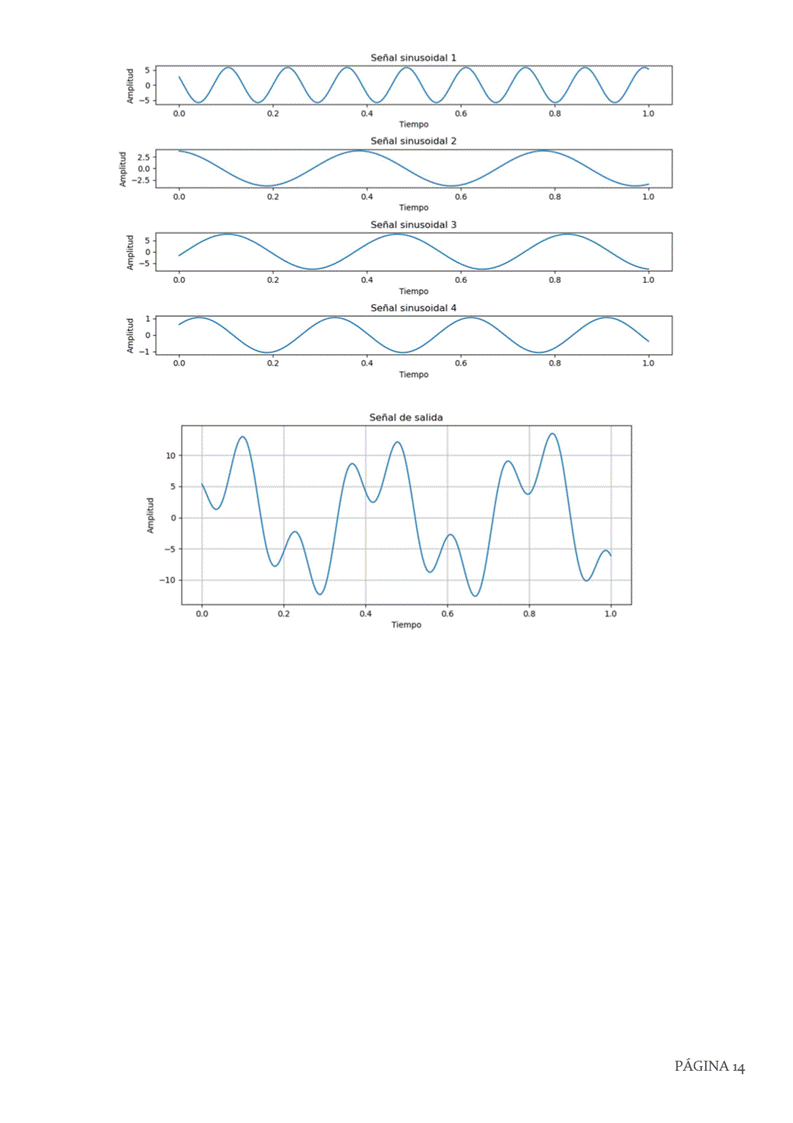 Señal sinusoidal 1
Amplitud
5
0
−5
0.0 0.2 0.4 0.6 0.8 1.0
Tiempo
Señal sinusoidal 2
Amplitud
2.5
0.0
−2.5
0.0 0.2 0.4 0.6 0.8 1.0
Tiempo
Señal sinusoidal 3
Amplitud
5
0
−5
0.0 0.2 0.4 0.6 0.8 1.0
Tiempo
Señal sinusoidal 4
Amplitud
1
0
−1
0.0 0.2 0.4 0.6 0.8 1.0
Tiempo
Señal de salida
Amplitud
10
5
0
−5
−10
0.0 0.2 0.4 0.6 0.8 1.0
Tiempo
PÁGINA 14